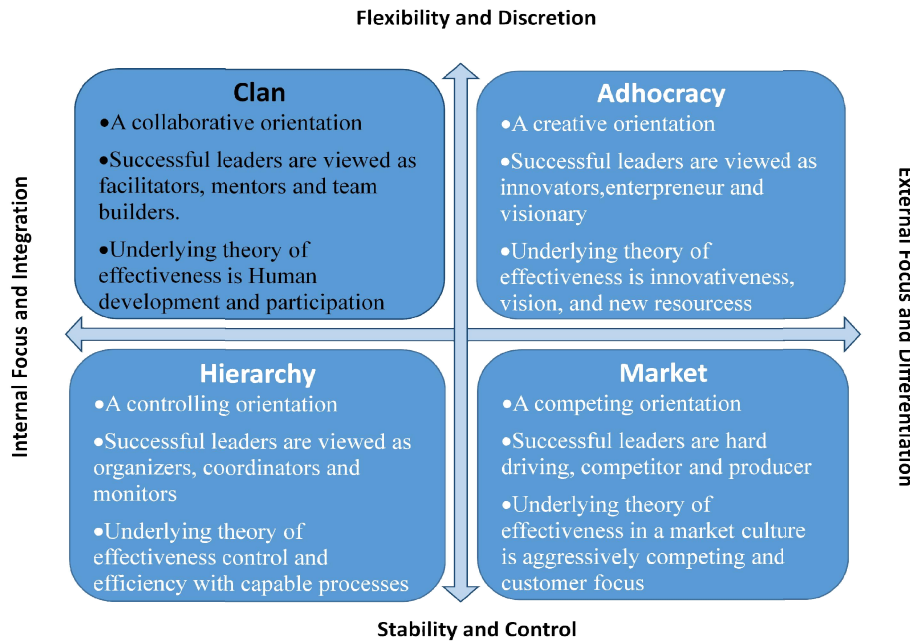 Flexibility and Discretion
Internal Focus and Integration
Clan
•A collaborative orientation
•Successful leaders are viewed as
facilitators, mentors and team
builders.
•Underlying theory of
effectiveness is Human
development and participation
Adhocracy
•A creative orientation
•Successful leaders are viewed as
innovators,enterpreneur and
visionary
•Underlying theory of
effectiveness is innovativeness,
vision, and new resourcess
External Focus and Differentiation
Hierarchy
•A controlling orientation
•Successful leaders are viewed as
organizers, coordinators and
monitors
•Underlying theory of
effectiveness control and
efficiency with capable processes
Market
•A competing orientation
•Successful leaders are hard
driving, competitor and producer
•Underlying theory of
effectiveness in a market culture
is aggressively competing and
customer focus
Stability and Control